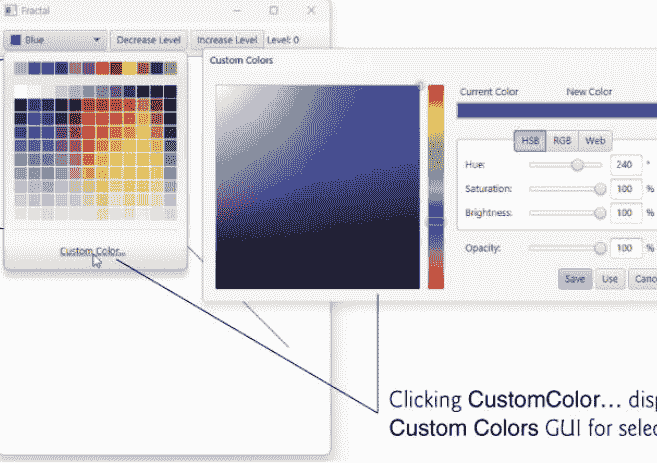 Fractal
Blue Decrease Level Increase Level Level: 0
Custom Colors
Current Color New Color
HSB RGB Web
Hue: 240 °
Saturation: 100 %
Brightness: 100 %
Opacity: 100 %
Save Use Canc
Custom Color...
Clicking CustomColor... disp
Custom Colors GUI for selec